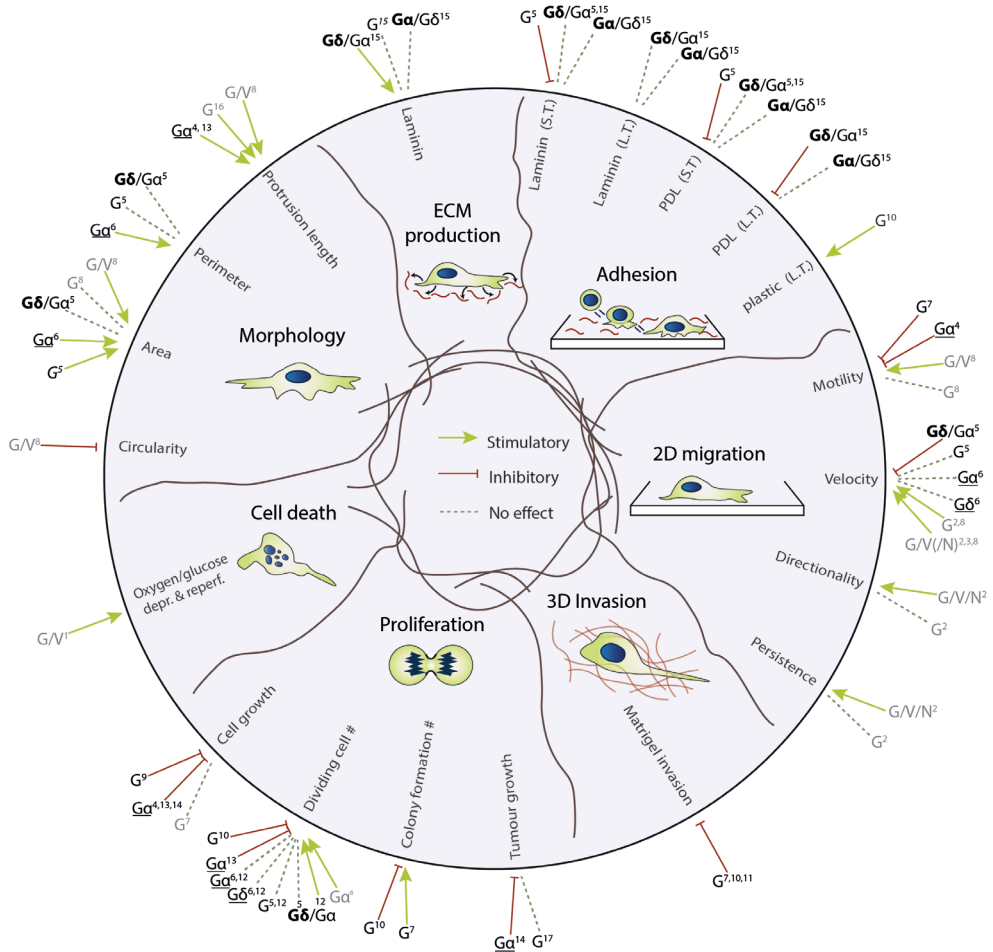 G¹⁵
Gα/Gδ¹⁵
Gδ/Gα¹⁵
G⁵
Gδ/Gα⁵,¹⁵
Gα/Gδ¹⁵
Gδ/Gα¹⁵
Gα/Gδ¹⁵
G⁵
Gδ/Gα⁵,¹⁵
Gα/Gδ¹⁵
Gδ/Gα¹⁵
Gα/Gδ¹⁵
G¹⁰
G/V⁸
G¹⁶
Gα⁴,¹³
Gδ/Gα⁵
G⁵
Gα⁶
G/V⁸
G⁸
Gδ/Gα⁵
Gα⁶
G⁵
G/V⁸
Laminin
Laminin (S.T.)
Laminin (L.T.)
PDL (S.T)
PDL (L.T.)
plastic (L.T.)
Protrusion length
Perimeter
Area
Circularity
ECM
production
Adhesion
Morphology
Motility
G⁷
Gα⁴
G/V⁸
G⁸
Stimulatory
Inhibitory
No effect
2D migration
Velocity
Gδ/Gα⁵
G⁵
Gα⁶
Gδ⁶
G²,⁸
G/V(/N)²,³,⁸
Directionality
G/V/N²
G²
Persistence
G/V/N²
G²
Cell death
Oxygen/glucose
depr. & reperf.
G/V¹
Proliferation
3D Invasion
Cell growth
Dividing cell #
Colony formation #
Tumour growth
Matrigel invasion
G⁹
Gα⁴,¹³,¹⁴
G⁷
G¹⁰
Gα¹³
Gα⁶,¹²
Gδ⁶,¹²
G⁵,¹²
5
12
Gδ/Gα
Gα⁶
G¹⁰
G⁷
Gα¹⁴
G¹⁷
G⁷,¹⁰,¹¹